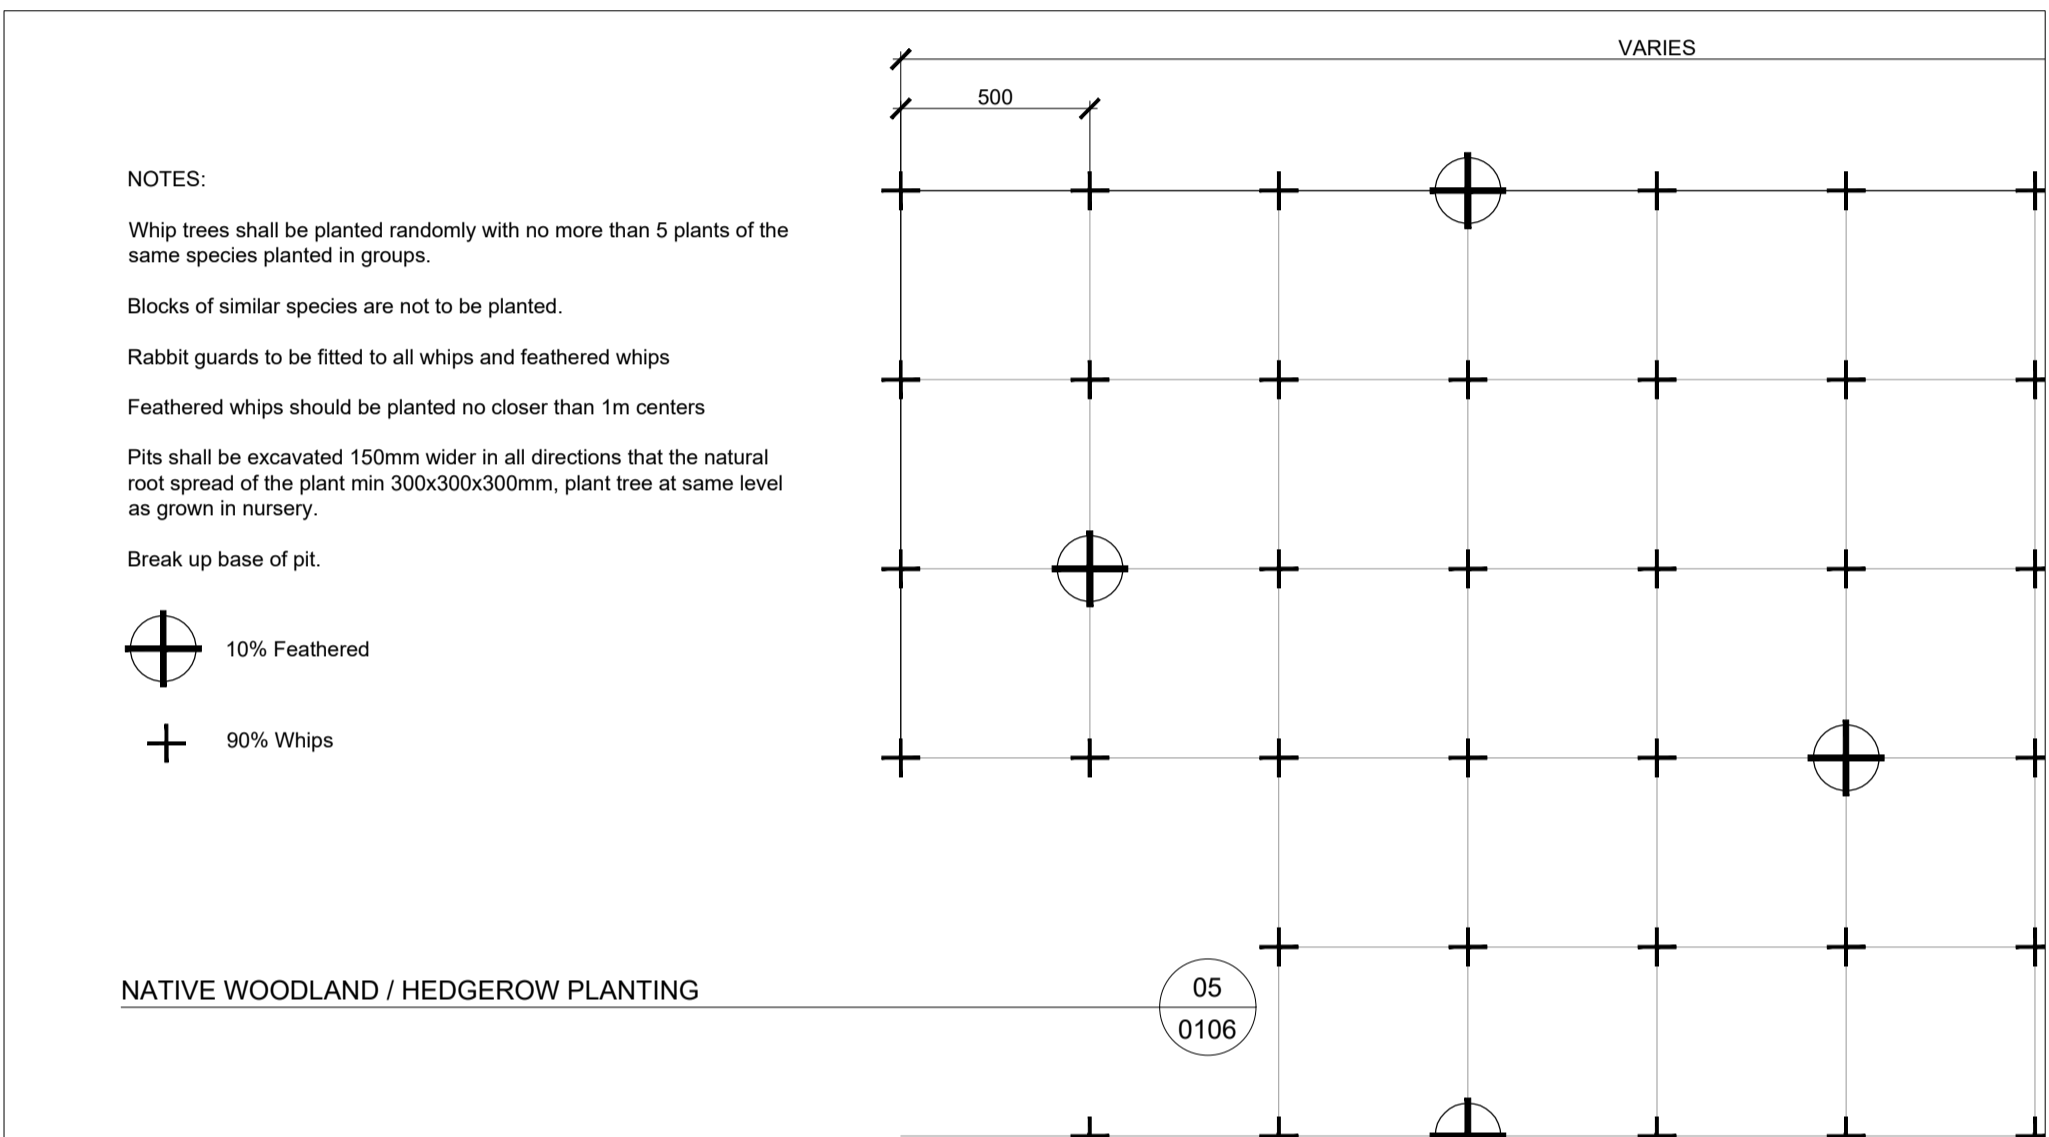 VARIES
500
NOTES:
Whip trees shall be planted randomly with no more than 5 plants of the
same species planted in groups.
Blocks of similar species are not to be planted.
Rabbit guards to be fitted to all whips and feathered whips
Feathered whips should be planted no closer than 1m centers
Pits shall be excavated 150mm wider in all directions that the natural
root spread of the plant min 300x300x300mm, plant tree at same level
as grown in nursery.
Break up base of pit.
10% Feathered
90% Whips
NATIVE WOODLAND / HEDGEROW PLANTING
05
0106